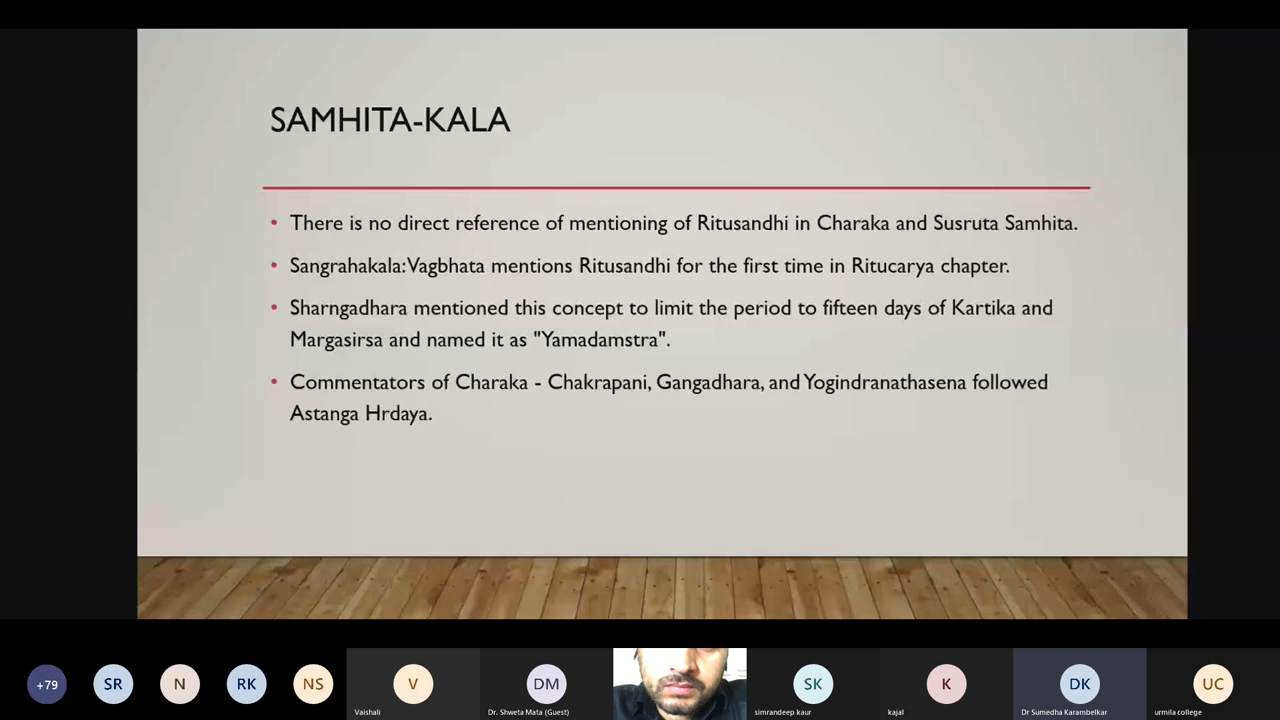 SAMHITA-KALA
• There is no direct reference of mentioning of Ritusandhi in Charaka and Susruta Samhita.
• Sangrahakala: Vagbhata mentions Ritusandhi for the first time in Ritucarya chapter.
• Sharngadhara mentioned this concept to limit the period to fifteen days of Kartika and
Margasirsa and named it as "Yamadamstra".
• Commentators of Charaka - Chakrapani, Gangadhara, and Yogindranathasena followed
Astanga Hrdaya.
+79 SR N RK NS V DM SK K DK UC
Vaishali Dr. Shweta Mata (Guest) simrandeep kaur kajal Dr Sumedha Karambelkar urmila college